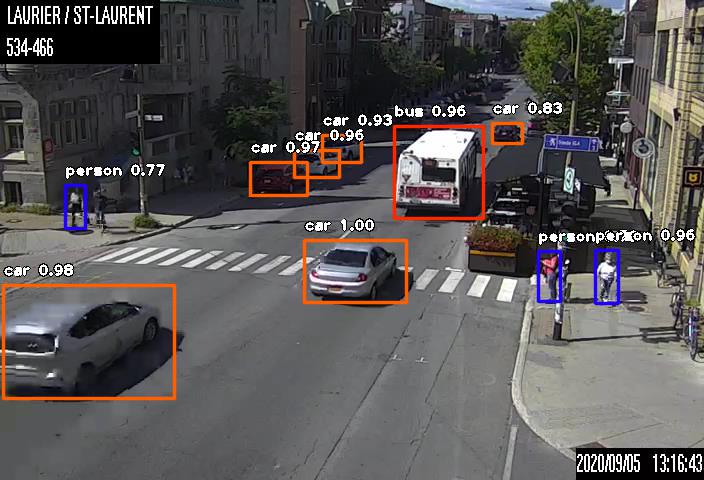 LAURIER / ST-LAURENT
534-466
car 0.93
bus 0.96
car 0.83
car 0.96
car 0.97
person 0.77
car 1.00
person
person 0.96
car 0.98
2020/09/05 13:16:43